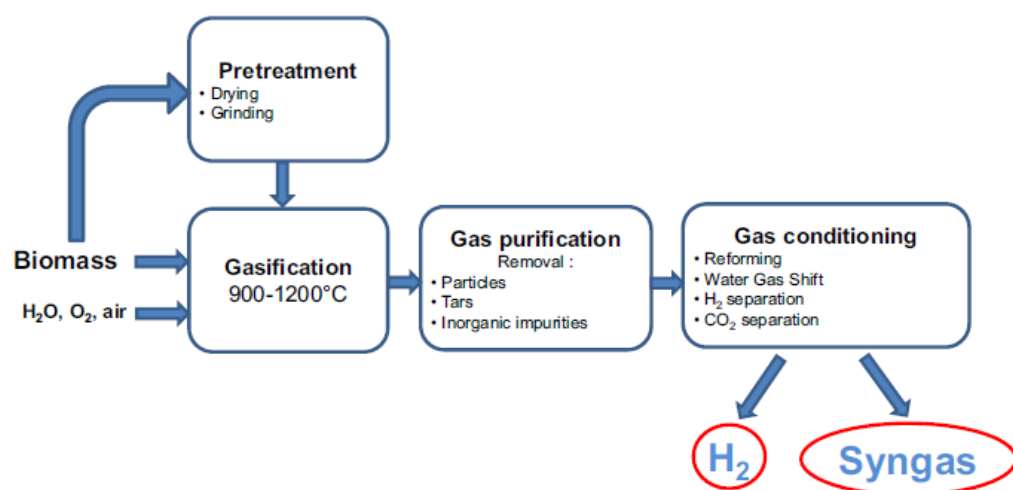 Pretreatment
• Drying
• Grinding
Biomass
H₂O, O₂, air
Gasification
900-1200°C
Gas purification
Removal :
• Particles
• Tars
• Inorganic impurities
Gas conditioning
• Reforming
• Water Gas Shift
• H₂ separation
• CO₂ separation
H₂
Syngas